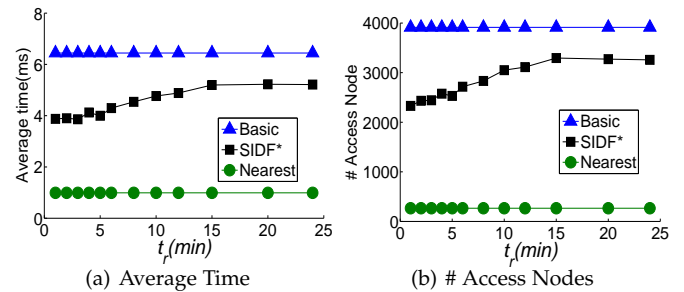 8
6
4
2
0
Average time(ms)
0 5 10 15 20 25
t_r(min)
Basic
SIDF*
Nearest
(a) Average Time
4000
3000
2000
1000
0
# Access Node
0 5 10 15 20 25
t_r(min)
Basic
SIDF*
Nearest
(b) # Access Nodes